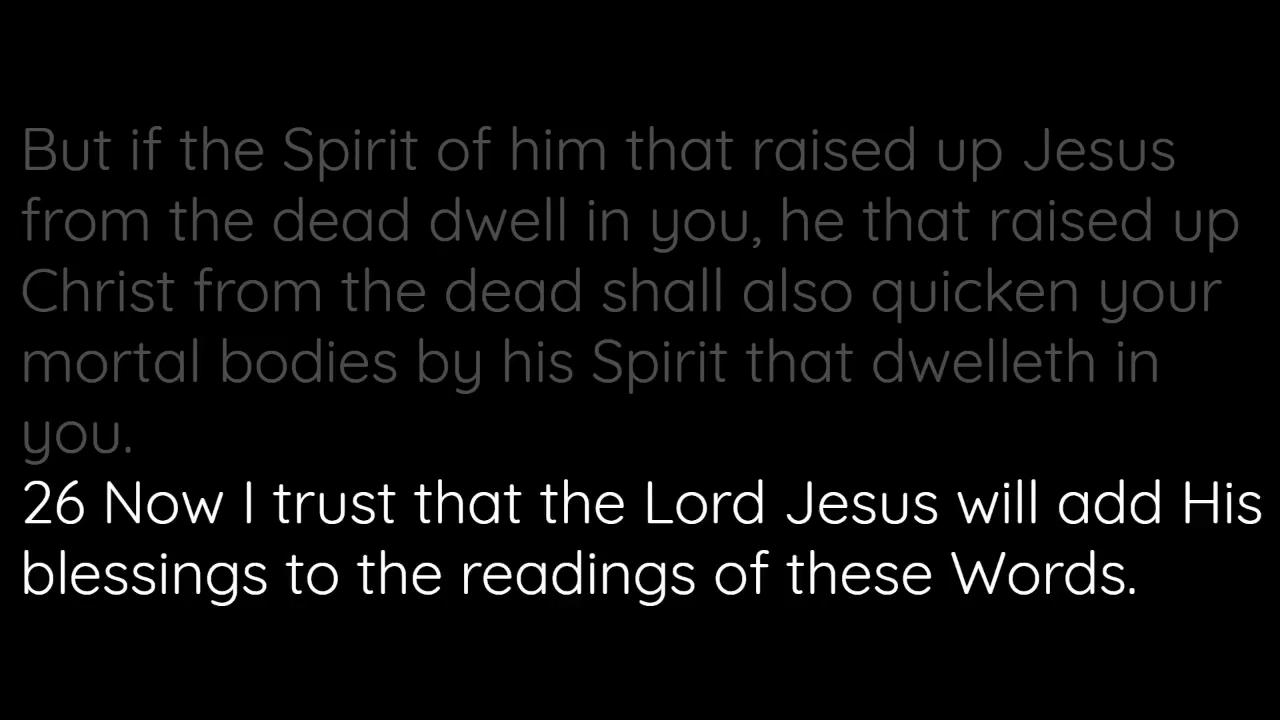 But if the Spirit of him that raised up Jesus
from the dead dwell in you, he that raised up
Christ from the dead shall also quicken your
mortal bodies by his Spirit that dwelleth in
you.
26 Now I trust that the Lord Jesus will add His
blessings to the readings of these Words.